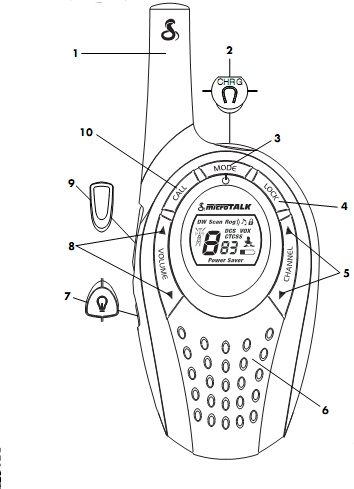 1
2
CHRG
3
10
MODE
CALL
LOCK
9
4
microTALK
DW Scan Rog
DCS VOX
CTCSS
8 83
8
VOLUME
CHANNEL
5
Power Saver
7
6